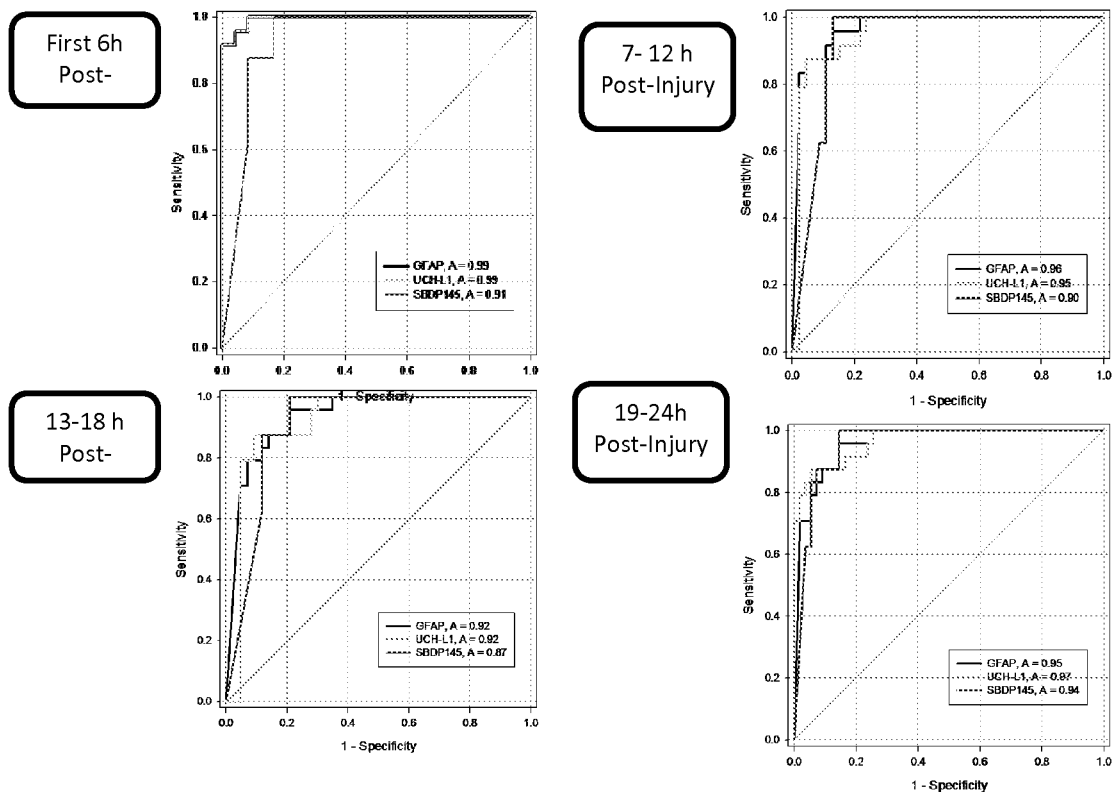 First 6h
Post-
1.0
0.8
0.6
0.4
0.2
0.0
Sensitivity
GFAP, A = 0.99
UCH-L1, A = 0.99
SBDP145, A = 0.91
0.0 0.2 0.4 0.6 0.8 1.0
1 - Specificity
7- 12 h
Post-Injury
1.0
0.8
0.6
0.4
0.2
0.0
Sensitivity
GFAP, A = 0.96
UCH-L1, A = 0.95
SBDP145, A = 0.90
0.0 0.2 0.4 0.6 0.8 1.0
1 - Specificity
13-18 h
Post-
1.0
0.8
0.6
0.4
0.2
0.0
Sensitivity
GFAP, A = 0.92
UCH-L1, A = 0.92
SBDP145, A = 0.87
0.0 0.2 0.4 0.6 0.8 1.0
1 - Specificity
19-24h
Post-Injury
1.0
0.8
0.6
0.4
0.2
0.0
Sensitivity
GFAP, A = 0.95
UCH-L1, A = 0.97
SBDP145, A = 0.94
0.0 0.2 0.4 0.6 0.8 1.0
1 - Specificity